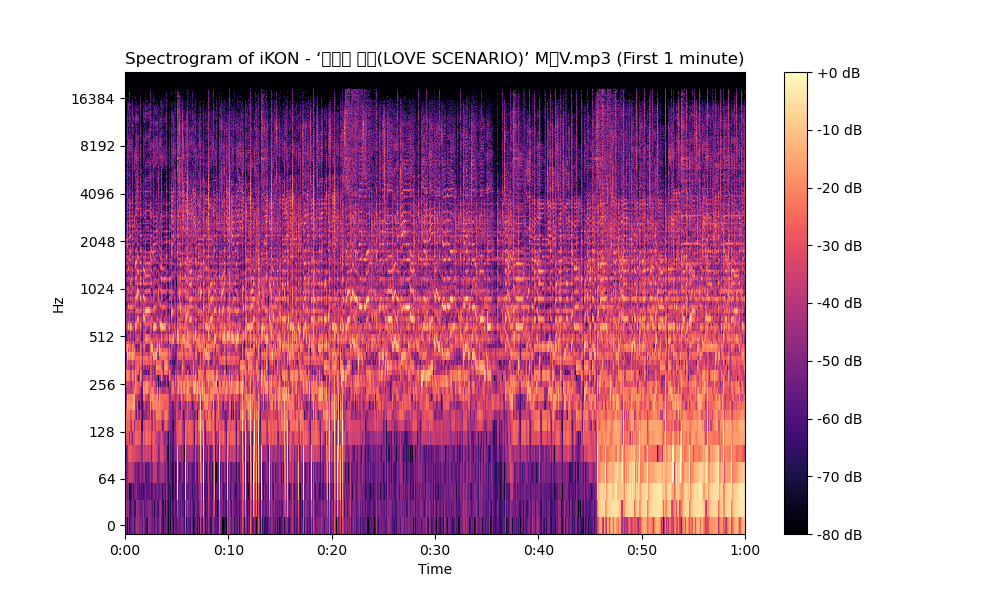 Spectrogram of iKON - ‘□□□ □□(LOVE SCENARIO)’ M□V.mp3 (First 1 minute)
+0 dB
16384
-10 dB
8192
-20 dB
4096
-30 dB
2048
1024
-40 dB
Hz
512
-50 dB
256
-60 dB
128
-70 dB
64
0
-80 dB
0:00 0:10 0:20 0:30 0:40 0:50 1:00
Time